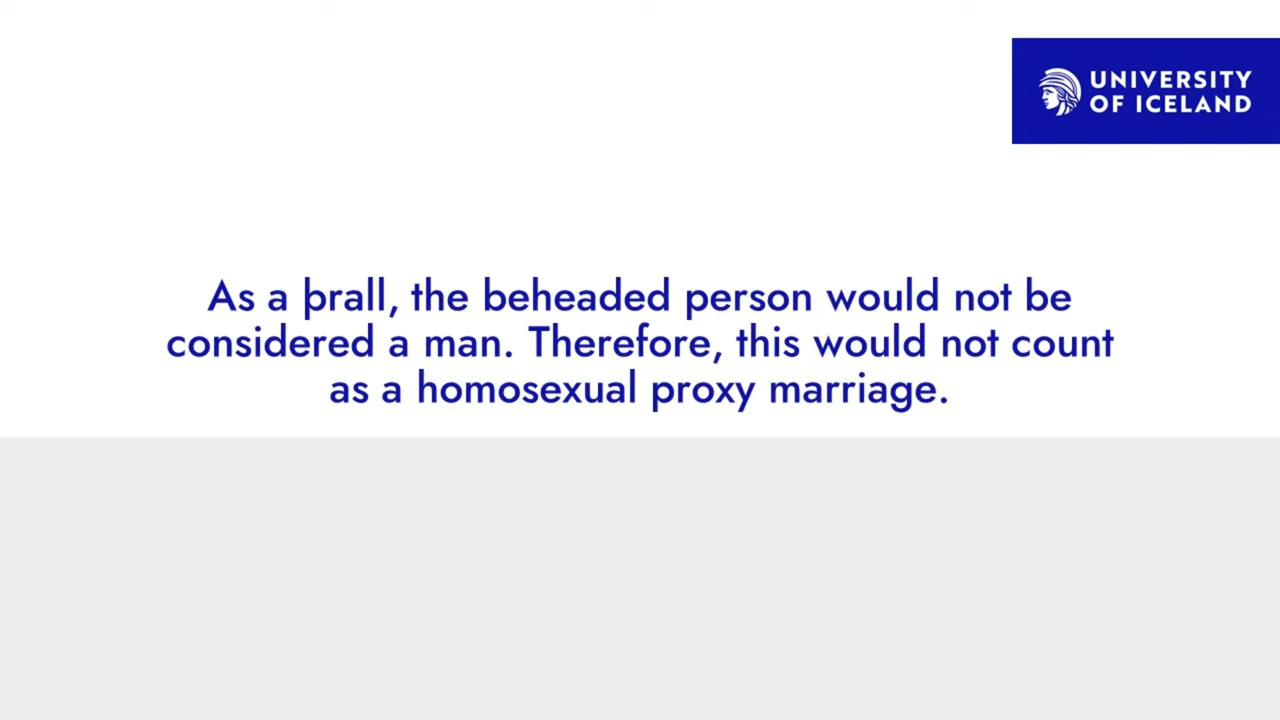 UNIVERSITY
OF ICELAND
As a þrall, the beheaded person would not be
considered a man. Therefore, this would not count
as a homosexual proxy marriage.